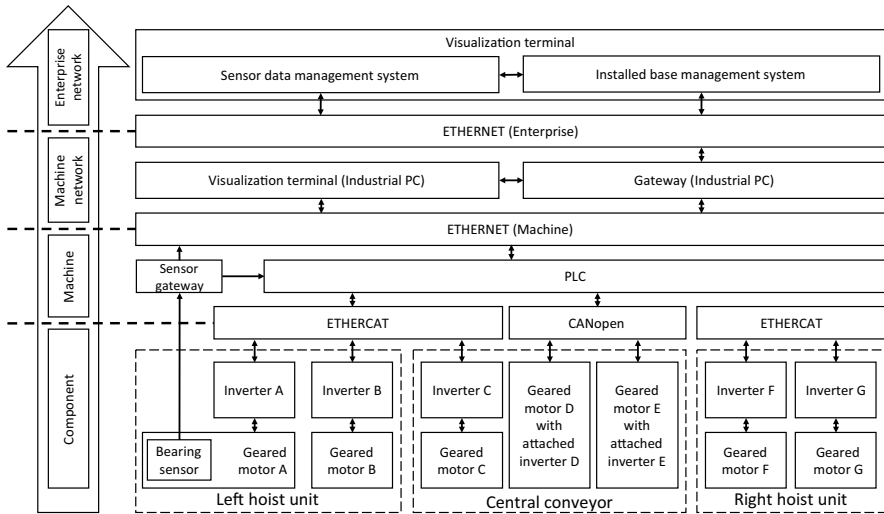 Enterprise
network
Visualization terminal
Sensor data management system
Installed base management system
ETHERNET (Enterprise)
Machine
network
Visualization terminal (Industrial PC)
Gateway (Industrial PC)
ETHERNET (Machine)
Machine
Sensor
gateway
PLC
ETHERCAT
CANopen
ETHERCAT
Component
Inverter A
Inverter B
Inverter C
Geared
motor D
with
attached
inverter D
Geared
motor E
with
attached
inverter E
Inverter F
Inverter G
Bearing
sensor
Geared
motor A
Geared
motor B
Geared
motor C
Geared
motor F
Geared
motor G
Left hoist unit
Central conveyor
Right hoist unit